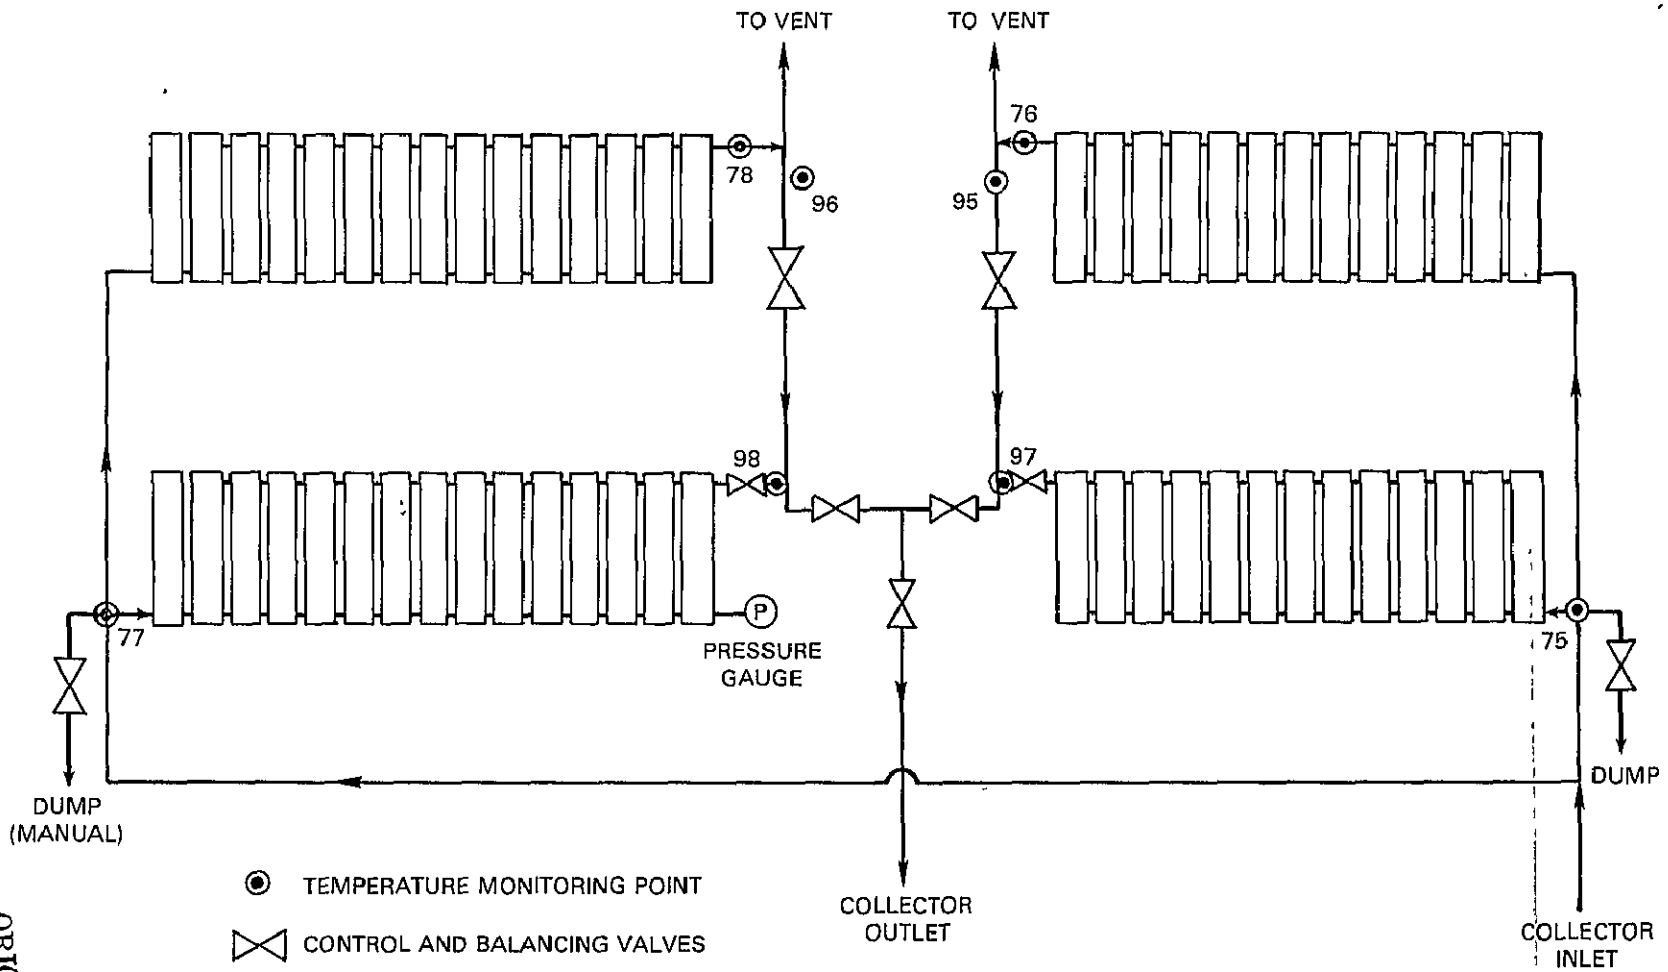 TO VENT
TO VENT
76
78
96
95
98
97
77
P
PRESSURE
GAUGE
75
DUMP
(MANUAL)
DUMP
TEMPERATURE MONITORING POINT
COLLECTOR
OUTLET
CONTROL AND BALANCING VALVES
COLLECTOR
INLET